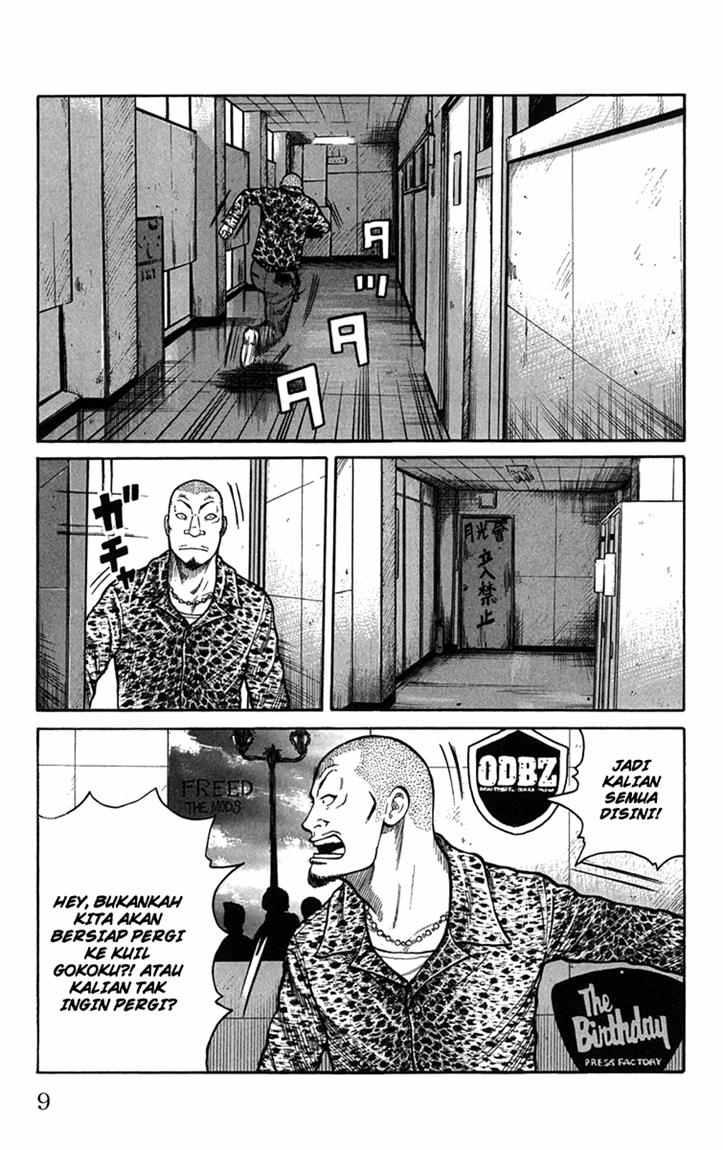 タ
タッ
タ
タ
ガチャ
月光會
立入禁止
FREED
THE MODS
ODBZ
JADI
KALIAN
SEMUA
DISINI!
HEY, BUKANKAH
KITA AKAN
BERSIAP PERGI
KE KUIL
GOKOKU?! ATAU
KALIAN TAK
INGIN PERGI?
The
Birthday
PRESS FACTORY
9